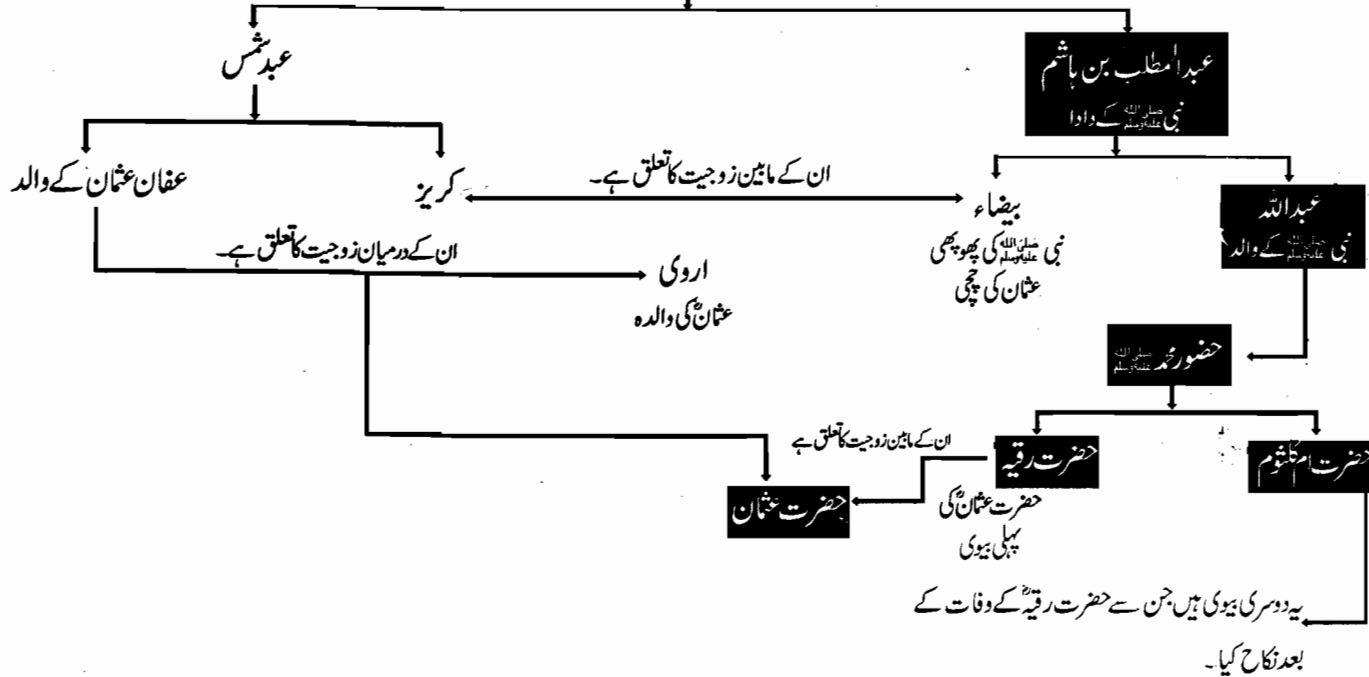 عبدالمطلب بن ہاشم
نبی صلی اللہ علیہ وسلم کے دادا
عبد شمس
ان کے مابین زوجیت کا تعلق ہے۔
عبداللہ
نبی صلی اللہ علیہ وسلم کے والد
بیضاء
نبی صلی اللہ علیہ وسلم کی پھوپھی
عثمان کی چچی
کریز
عفان عثمان کے والد
ان کے درمیان زوجیت کا تعلق ہے۔
اروی
عثمانؓ کی والدہ
حضور محمد صلی اللہ علیہ وسلم
حضرت ام کلثوم
حضرت رقیہ
حضرت عثمانؓ کی
پہلی بیوی
ان کے مابین زوجیت کا تعلق ہے
حضرت عثمان
یہ دوسری بیوی ہیں جن سے حضرت رقیہؓ کے وفات کے
بعد نکاح کیا۔